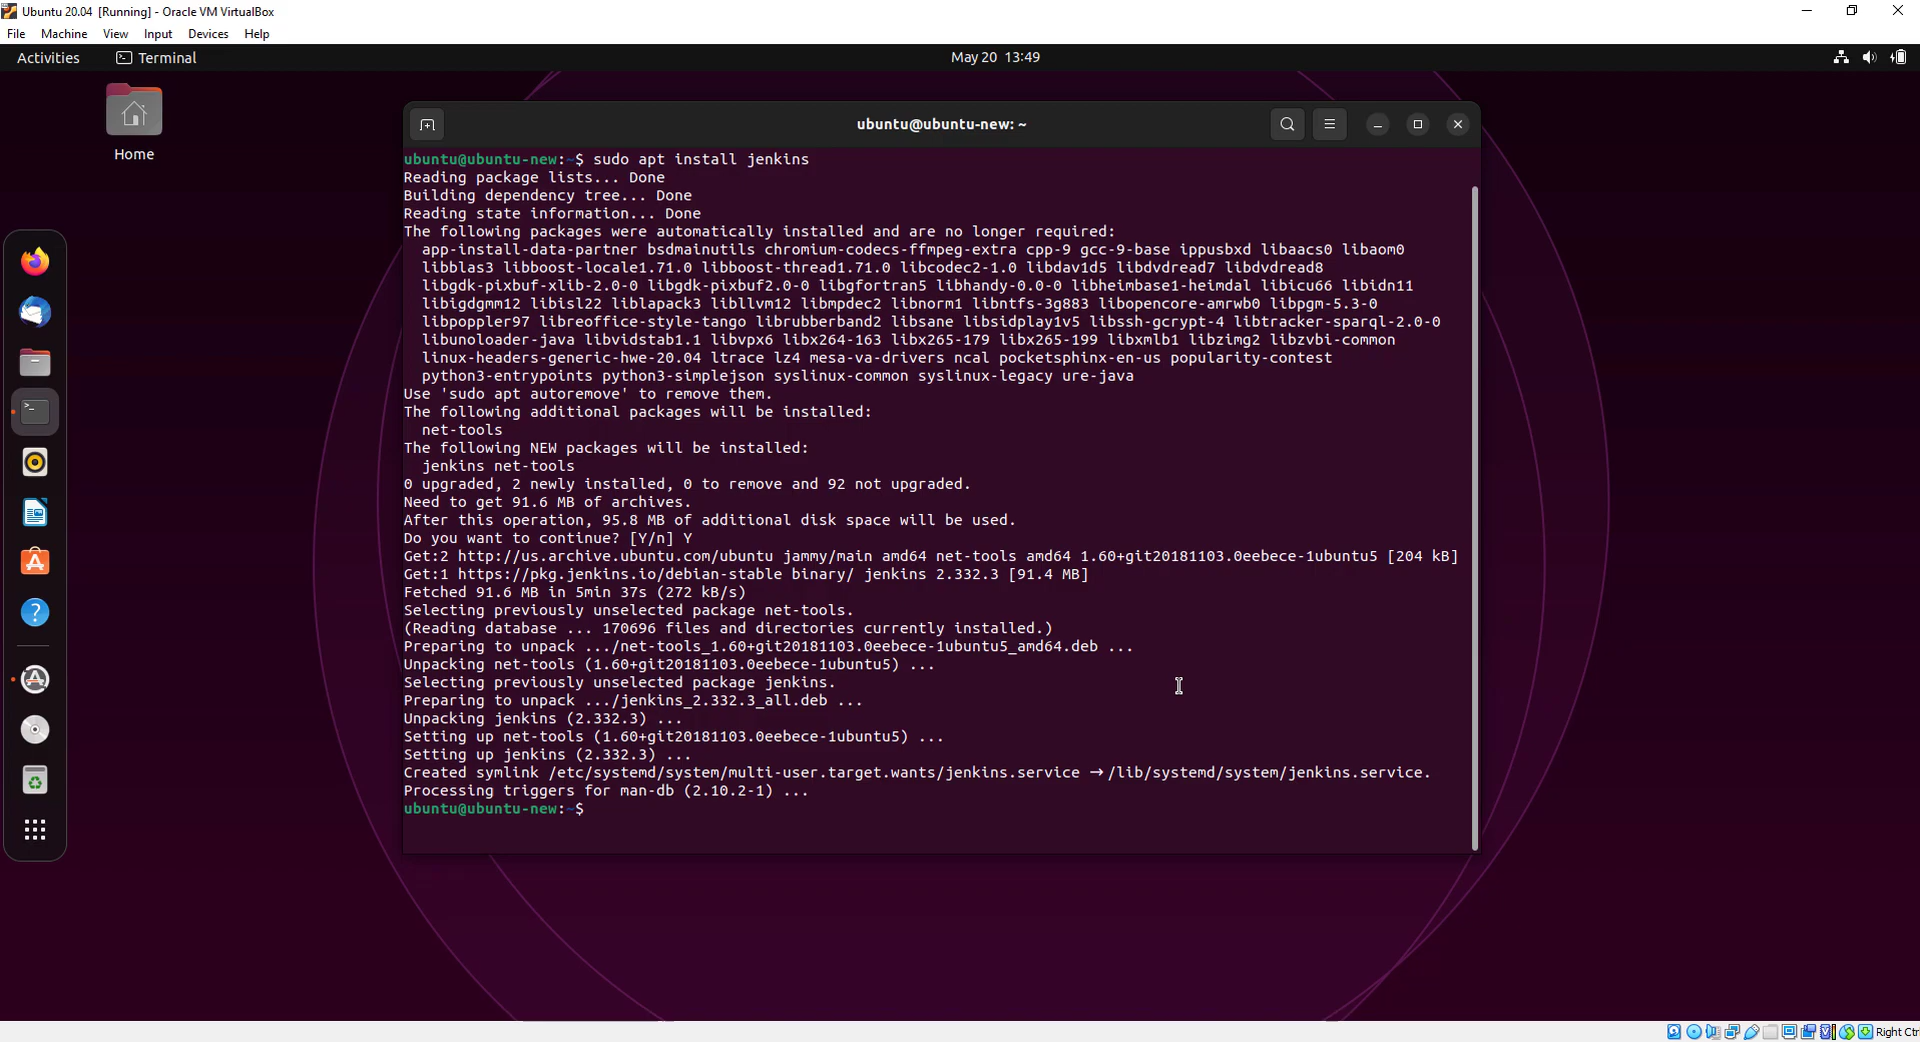 Ubuntu 20.04 [Running] - Oracle VM VirtualBox
File Machine View Input Devices Help
Activities Terminal May 20 13:49
Home
ubuntu@ubuntu-new: ~
ubuntu@ubuntu-new:~$ sudo apt install jenkins
Reading package lists... Done
Building dependency tree... Done
Reading state information... Done
The following packages were automatically installed and are no longer required:
app-install-data-partner bsdmainutils chromium-codecs-ffmpeg-extra cpp-9 gcc-9-base ippusbxd libaacs0 libaom0
libblas3 libboost-locale1.71.0 libboost-thread1.71.0 libcodec2-1.0 libdav1d5 libdvdread7 libdvdread8
libgdk-pixbuf-xlib-2.0-0 libgdk-pixbuf2.0-0 libgfortran5 libhandy-0.0-0 libheimbase1-heimdal libicu66 libidn11
libigdgmm12 libisl22 liblapack3 libllvm12 libmpdec2 libnorm1 libntfs-3g883 libopencore-amrwb0 libpgm-5.3-0
libpoppler97 libreoffice-style-tango librubberband2 libsane libsidplay1v5 libssh-gcrypt-4 libtracker-sparql-2.0-0
libunoloader-java libvidstab1.1 libvpx6 libx264-163 libx265-179 libx265-199 libxmlb1 libzimg2 libzvbi-common
linux-headers-generic-hwe-20.04 ltrace lz4 mesa-va-drivers ncal pocketsphinx-en-us popularity-contest
python3-entrypoints python3-simplejson syslinux-common syslinux-legacy ure-java
Use 'sudo apt autoremove' to remove them.
The following additional packages will be installed:
net-tools
The following NEW packages will be installed:
jenkins net-tools
0 upgraded, 2 newly installed, 0 to remove and 92 not upgraded.
Need to get 91.6 MB of archives.
After this operation, 95.8 MB of additional disk space will be used.
Do you want to continue? [Y/n] Y
Get:2 http://us.archive.ubuntu.com/ubuntu jammy/main amd64 net-tools amd64 1.60+git20181103.0eebece-1ubuntu5 [204 kB]
Get:1 https://pkg.jenkins.io/debian-stable binary/ jenkins 2.332.3 [91.4 MB]
Fetched 91.6 MB in 5min 37s (272 kB/s)
Selecting previously unselected package net-tools.
(Reading database ... 170696 files and directories currently installed.)
Preparing to unpack .../net-tools_1.60+git20181103.0eebece-1ubuntu5_amd64.deb ...
Unpacking net-tools (1.60+git20181103.0eebece-1ubuntu5) ...
Selecting previously unselected package jenkins.
Preparing to unpack .../jenkins_2.332.3_all.deb ...
Unpacking jenkins (2.332.3) ...
Setting up net-tools (1.60+git20181103.0eebece-1ubuntu5) ...
Setting up jenkins (2.332.3) ...
Created symlink /etc/systemd/system/multi-user.target.wants/jenkins.service → /lib/systemd/system/jenkins.service.
Processing triggers for man-db (2.10.2-1) ...
ubuntu@ubuntu-new:~$
Right Ctrl